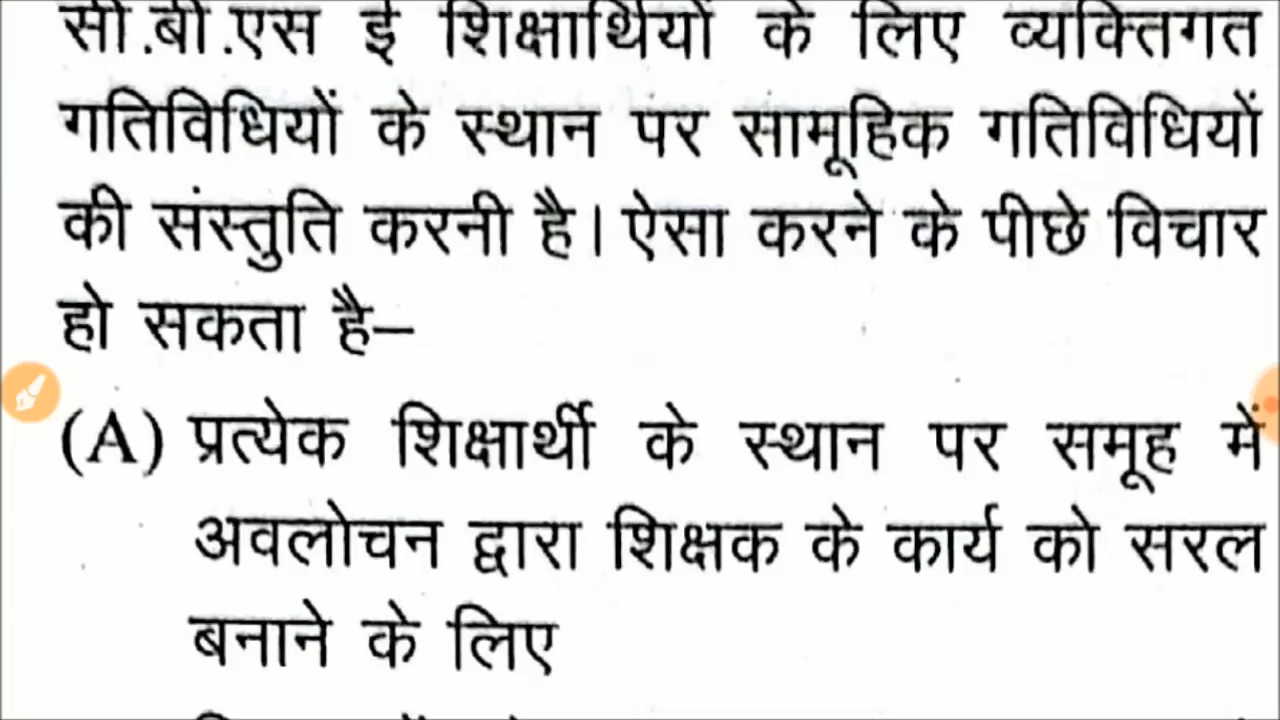 सी.बी.एस ई शिक्षार्थियों के लिए व्यक्तिगत
गतिविधियों के स्थान पर सामूहिक गतिविधियों
की संस्तुति करनी है। ऐसा करने के पीछे विचार
हो सकता है–
(A) प्रत्येक शिक्षार्थी के स्थान पर समूह में
अवलोचन द्वारा शिक्षक के कार्य को सरल
बनाने के लिए